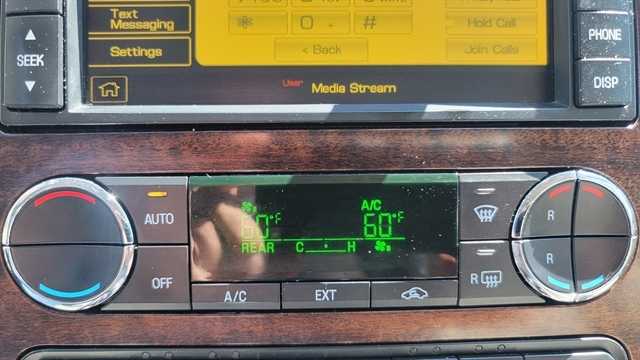 Text
Messaging
*
0 +
#
Hold Call
Settings
< Back
Join Calls
User Media Stream
SEEK
PHONE
DISP
AUTO
OFF
60°F
A/C
60°F
REAR C H
R
R
R
A/C
EXT